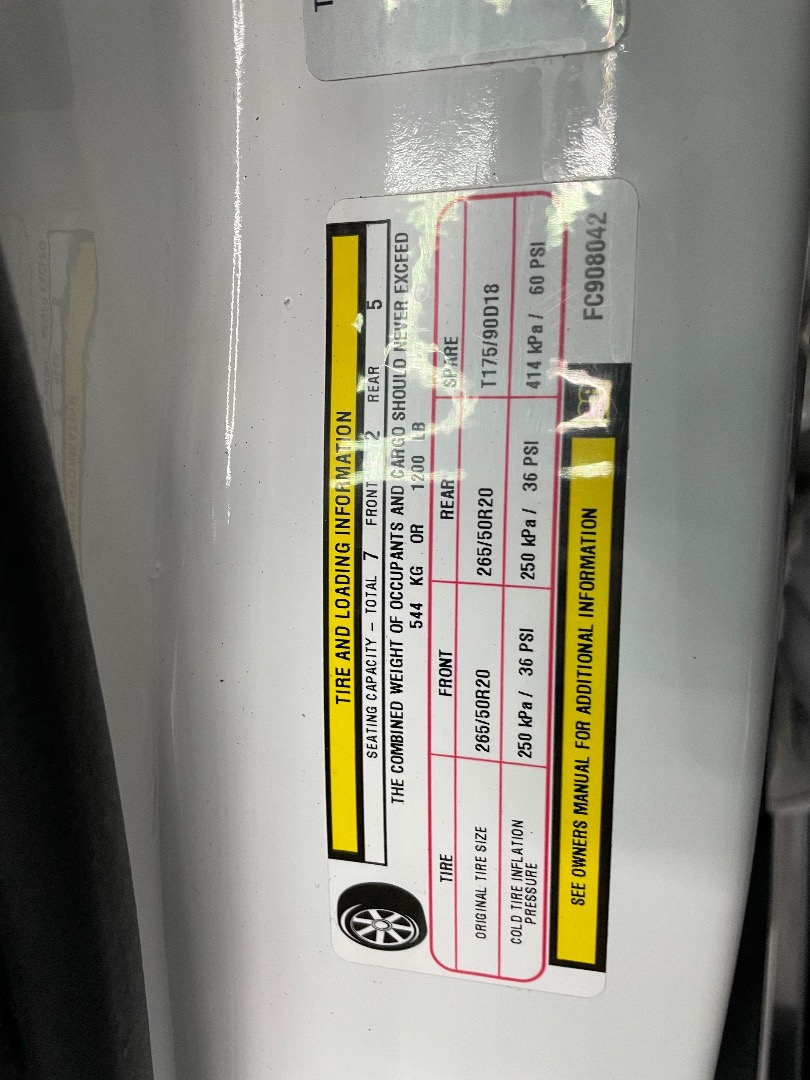 TIRE AND LOADING INFORMATION
SEATING CAPACITY – TOTAL 7 FRONT 2 REAR 5
THE COMBINED WEIGHT OF OCCUPANTS AND CARGO SHOULD NEVER EXCEED
544 KG OR 1200 LB
TIRE FRONT REAR SPARE
ORIGINAL TIRE SIZE 265/50R20 265/50R20 T175/90D18
COLD TIRE INFLATION
PRESSURE 250 kPa / 36 PSI 250 kPa / 36 PSI 414 kPa / 60 PSI
SEE OWNERS MANUAL FOR ADDITIONAL INFORMATION
FC908042